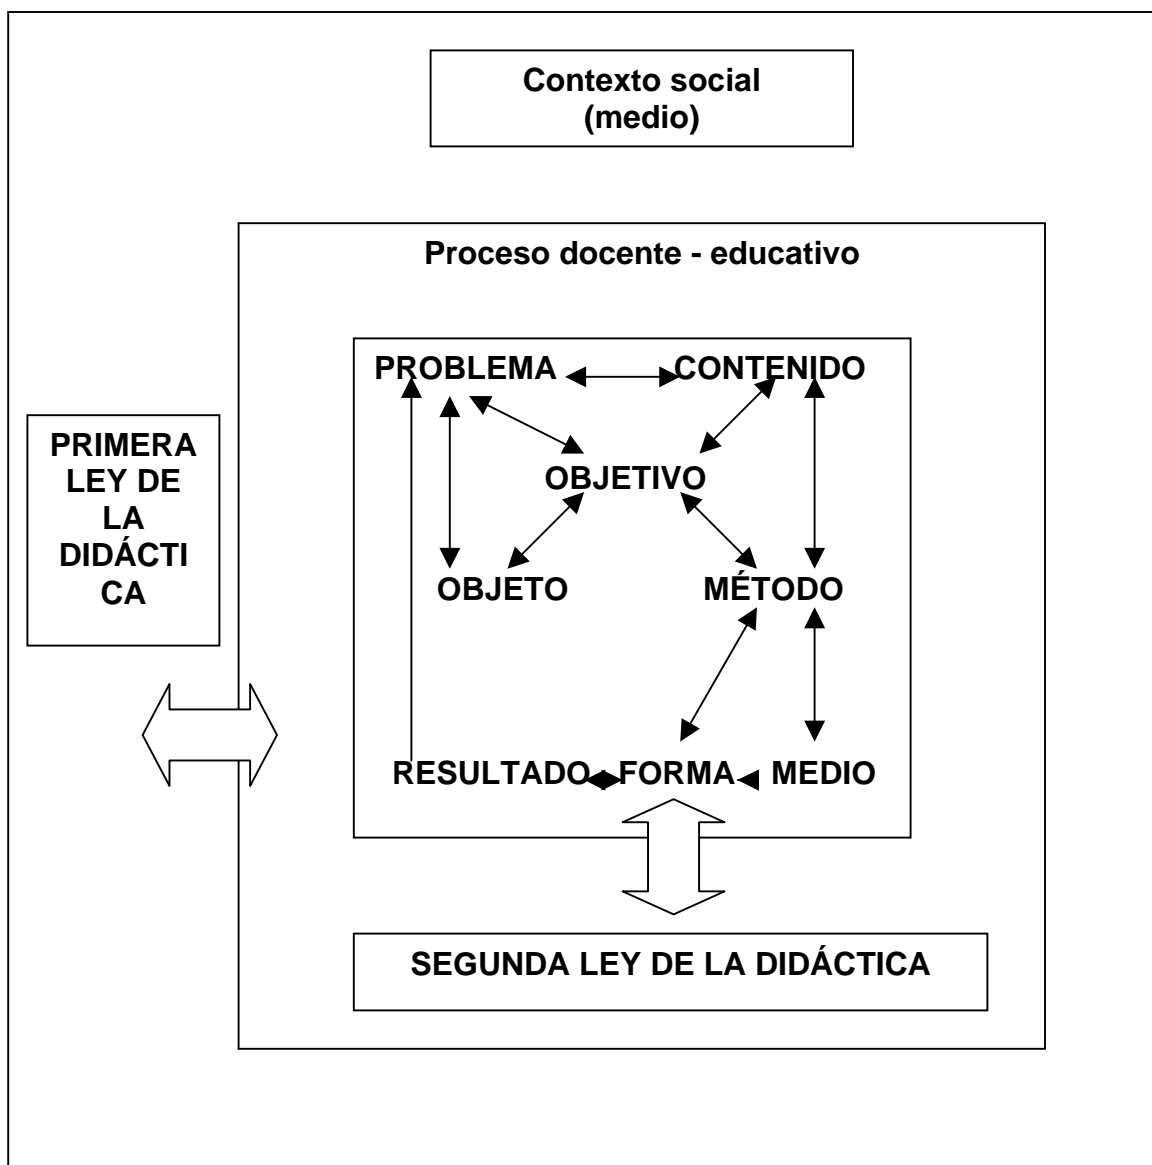 Contexto social
(medio)
Proceso docente - educativo
PROBLEMA CONTENIDO
PRIMERA
LEY DE
LA
DIDÁCTI
CA
OBJETIVO
OBJETO MÉTODO
RESULTADO FORMA MEDIO
SEGUNDA LEY DE LA DIDÁCTICA